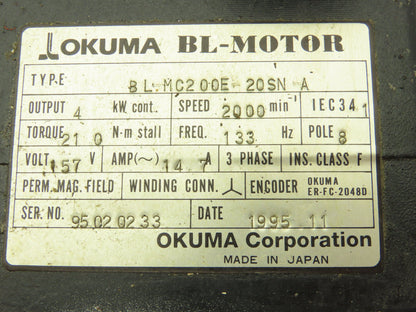 OKUMA BL-MOTOR
TYPE BL-MC200E-20SN-A
OUTPUT 4 kW cont. SPEED 2000 min⁻¹ IEC34.1
TORQUE 21.0 N·m stall FREQ. 133 Hz POLE 8
VOLT 157 V AMP(~) 14.7 A 3 PHASE INS. CLASS F
PERM. MAG. FIELD WINDING CONN. ENCODER OKUMA
ER-FC-2048D
SER. NO. 95020233 DATE 1995.11
OKUMA Corporation
MADE IN JAPAN